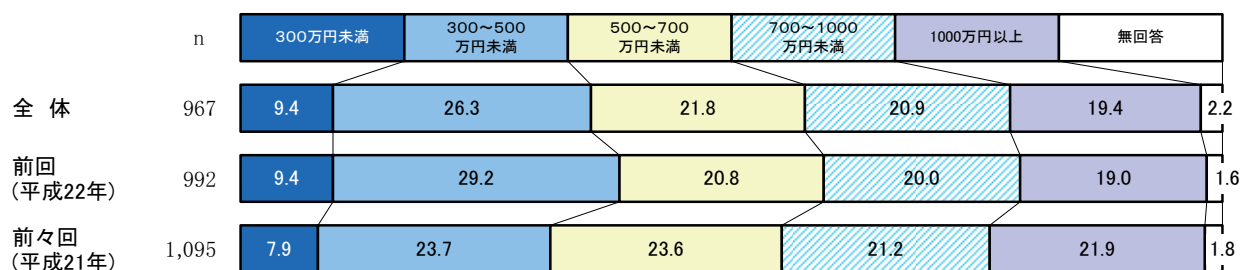 n
300万円未満
300～500
万円未満
500～700
万円未満
700～1000
万円未満
1000万円以上
無回答
全 体 967 9.4 26.3 21.8 20.9 19.4 2.2
前回
(平成22年) 992 9.4 29.2 20.8 20.0 19.0 1.6
前々回
(平成21年) 1,095 7.9 23.7 23.6 21.2 21.9 1.8